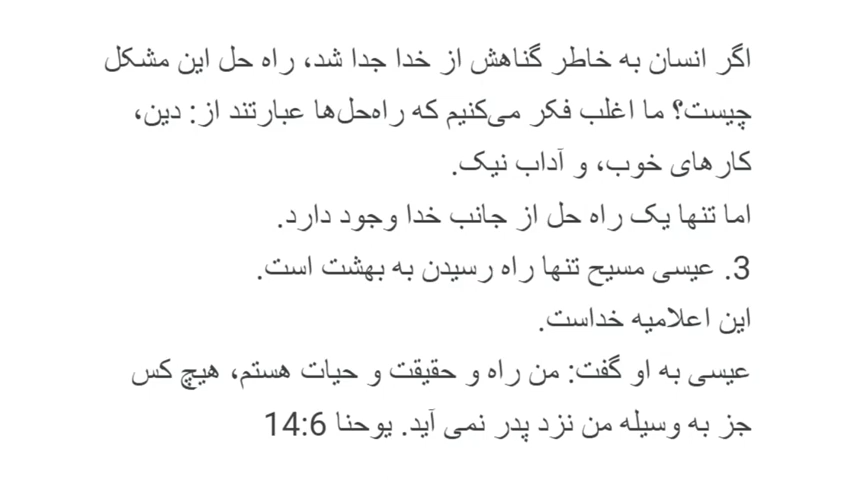 اگر انسان به خاطر گناهش از خدا جدا شد، راه حل این مشکل
چیست؟ ما اغلب فکر می‌کنیم که راه‌حل‌ها عبارتند از: دین،
کارهای خوب، و آداب نیک.
اما تنها یک راه حل از جانب خدا وجود دارد.
3. عیسی مسیح تنها راه رسیدن به بهشت است.
این اعلامیه خداست.
عیسی به او گفت: من راه و حقیقت و حیات هستم، هیچ کس
جز به وسیله من نزد پدر نمی آید. یوحنا 14:6